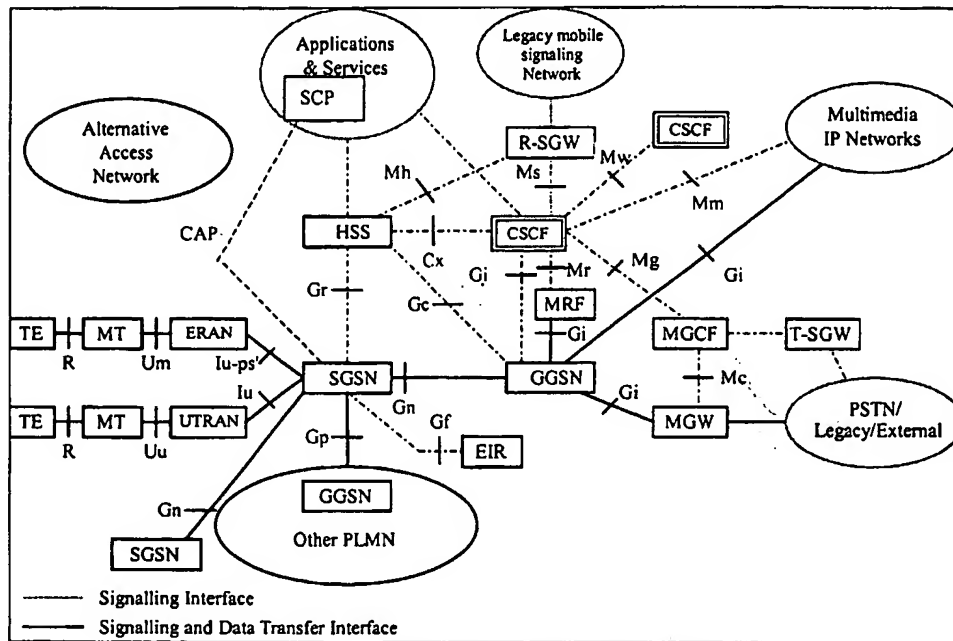 Applications
& Services
SCP
Legacy mobile
signaling
Network
Alternative
Access
Network
R-SGW
CSCF
Multimedia
IP Networks
Mh
Ms
Mw
Mm
CAP
HSS
Cx
CSCF
Gi
Mr
Mg
Gi
Gr
Gc
MRF
Gi
MGCF
T-SGW
TE
R
MT
Um
ERAN
Iu-ps'
SGSN
Gn
GGSN
Gi
Mc
Iu
TE
R
MT
Uu
UTRAN
Gp
Gf
EIR
MGW
PSTN/
Legacy/External
Gn
SGSN
GGSN
Other PLMN
Signalling Interface
Signalling and Data Transfer Interface